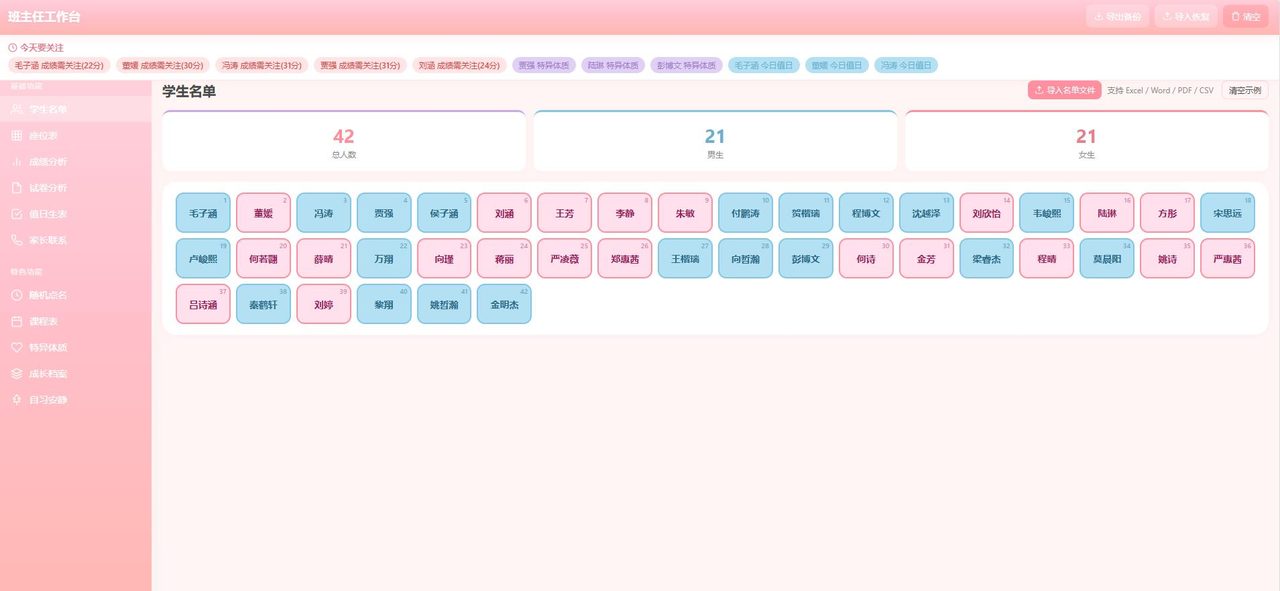 班主任工作台
导出备份 导入恢复 清空
今天要关注
毛子涵 成绩需关注(22分) 董媛 成绩需关注(30分) 冯涛 成绩需关注(31分) 贾强 成绩需关注(31分) 刘涵 成绩需关注(24分) 贾强 特异体质 陆琳 特异体质 彭博文 特异体质 毛子涵 今日值日 董媛 今日值日 冯涛 今日值日
基础功能
学生名单
座位表
成绩分析
试卷分析
值日生表
家长联系
特色功能
随机点名
课程表
特异体质
成长档案
自习安静
学生名单
导入名单文件 支持 Excel / Word / PDF / CSV 清空示例
42 21 21
总人数 男生 女生
1 2 3 4 5 6 7 8 9 10 11 12 13 14 15 16 17 18
毛子涵 董媛 冯涛 贾强 侯子涵 刘涵 王芳 李静 朱敏 付鹏涛 贺楷瑞 程博文 沈越泽 刘欣怡 韦峻熙 陆琳 方彤 宋思远
19 20 21 22 23 24 25 26 27 28 29 30 31 32 33 34 35 36
卢峻熙 何若翾 薛晴 万翔 向瑾 蒋丽 严凌薇 郑惠茜 王楷瑞 向哲瀚 彭博文 何诗 金芳 梁睿杰 程晴 莫晨阳 姚诗 严惠茜
37 38 39 40 41 42
吕诗涵 秦鹤轩 刘婷 黎翔 姚哲瀚 金明杰